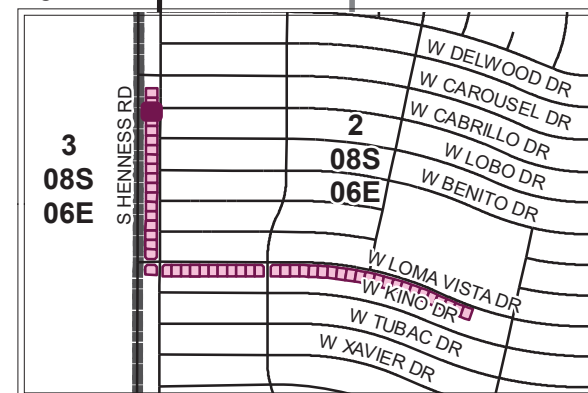 W DELWOOD DR
W CAROUSEL DR
W CABRILLO DR
W LOBO DR
W BENITO DR
2
08S
06E
3
08S
06E
S HENNESS RD
W LOMA VISTA DR
W KINO DR
W TUBAC DR
W XAVIER DR